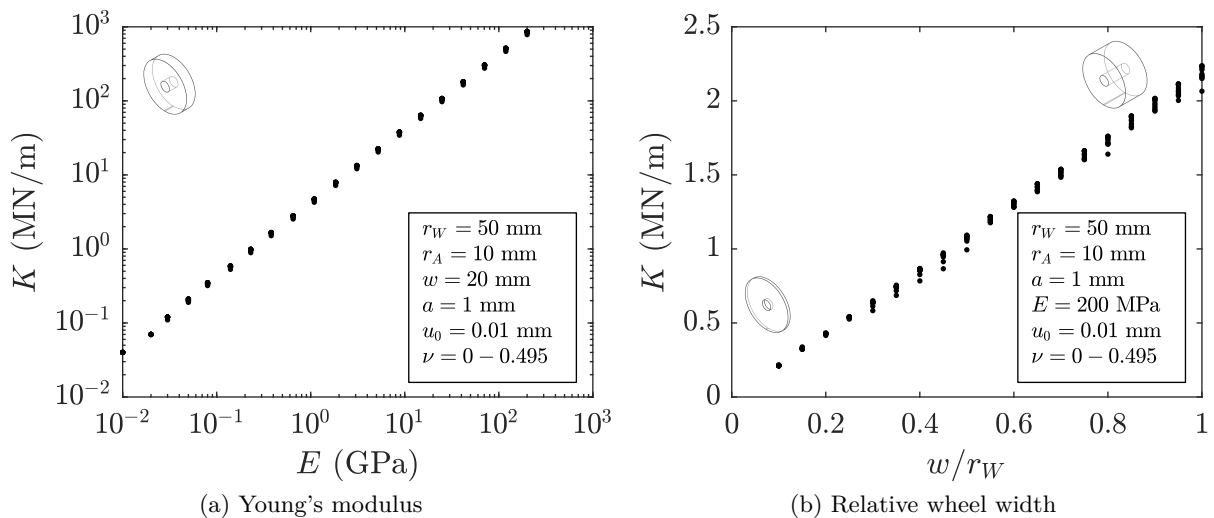 10^3
10^2
10^1
10^0
10^{-1}
10^{-2}
K (MN/m)
r_W = 50 mm
r_A = 10 mm
w = 20 mm
a = 1 mm
u_0 = 0.01 mm
ν = 0 − 0.495
10^{-2} 10^{-1} 10^0 10^1 10^2 10^3
E (GPa)
(a) Young's modulus
2.5
2
1.5
1
0.5
0
K (MN/m)
r_W = 50 mm
r_A = 10 mm
a = 1 mm
E = 200 MPa
u_0 = 0.01 mm
ν = 0 − 0.495
0 0.2 0.4 0.6 0.8 1
w/r_W
(b) Relative wheel width